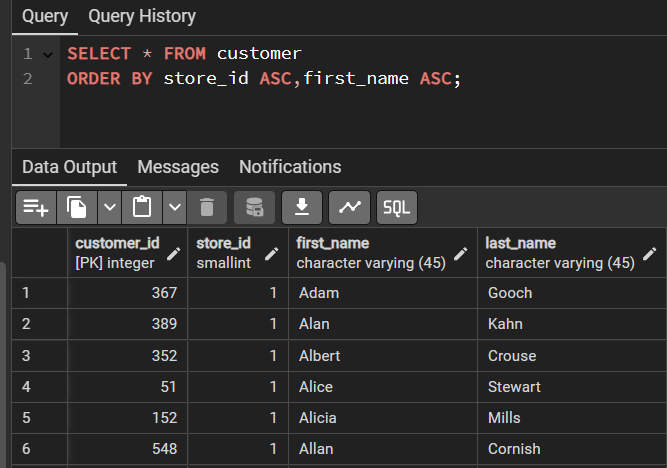 Query Query History
1 SELECT * FROM customer
2 ORDER BY store_id ASC,first_name ASC;
Data Output Messages Notifications
SQL
customer_id store_id first_name last_name
[PK] integer smallint character varying (45) character varying (45)
1 367 1 Adam Gooch
2 389 1 Alan Kahn
3 352 1 Albert Crouse
4 51 1 Alice Stewart
5 152 1 Alicia Mills
6 548 1 Allan Cornish